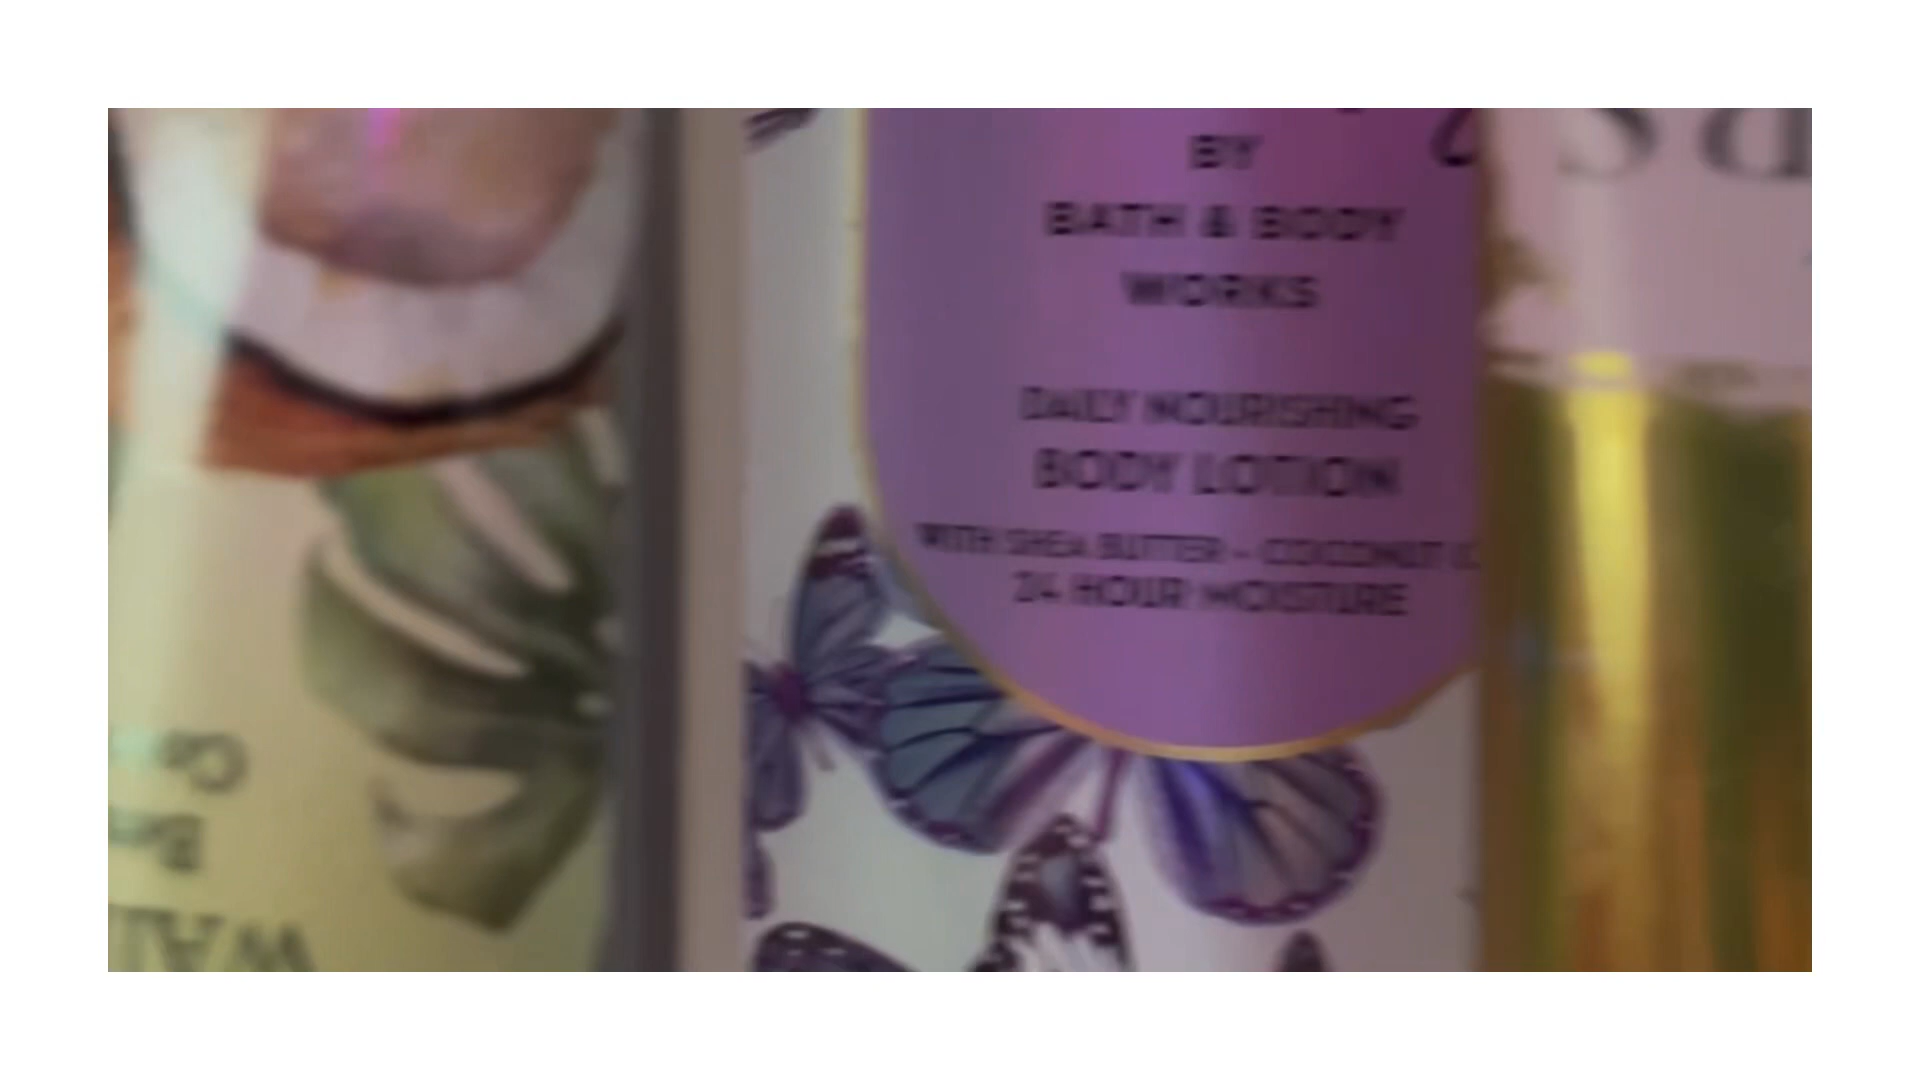 BY
BATH & BODY
WORKS
DAILY NOURISHING
BODY LOTION
WITH SHEA BUTTER - COCONUT
24 HOUR MOISTURE